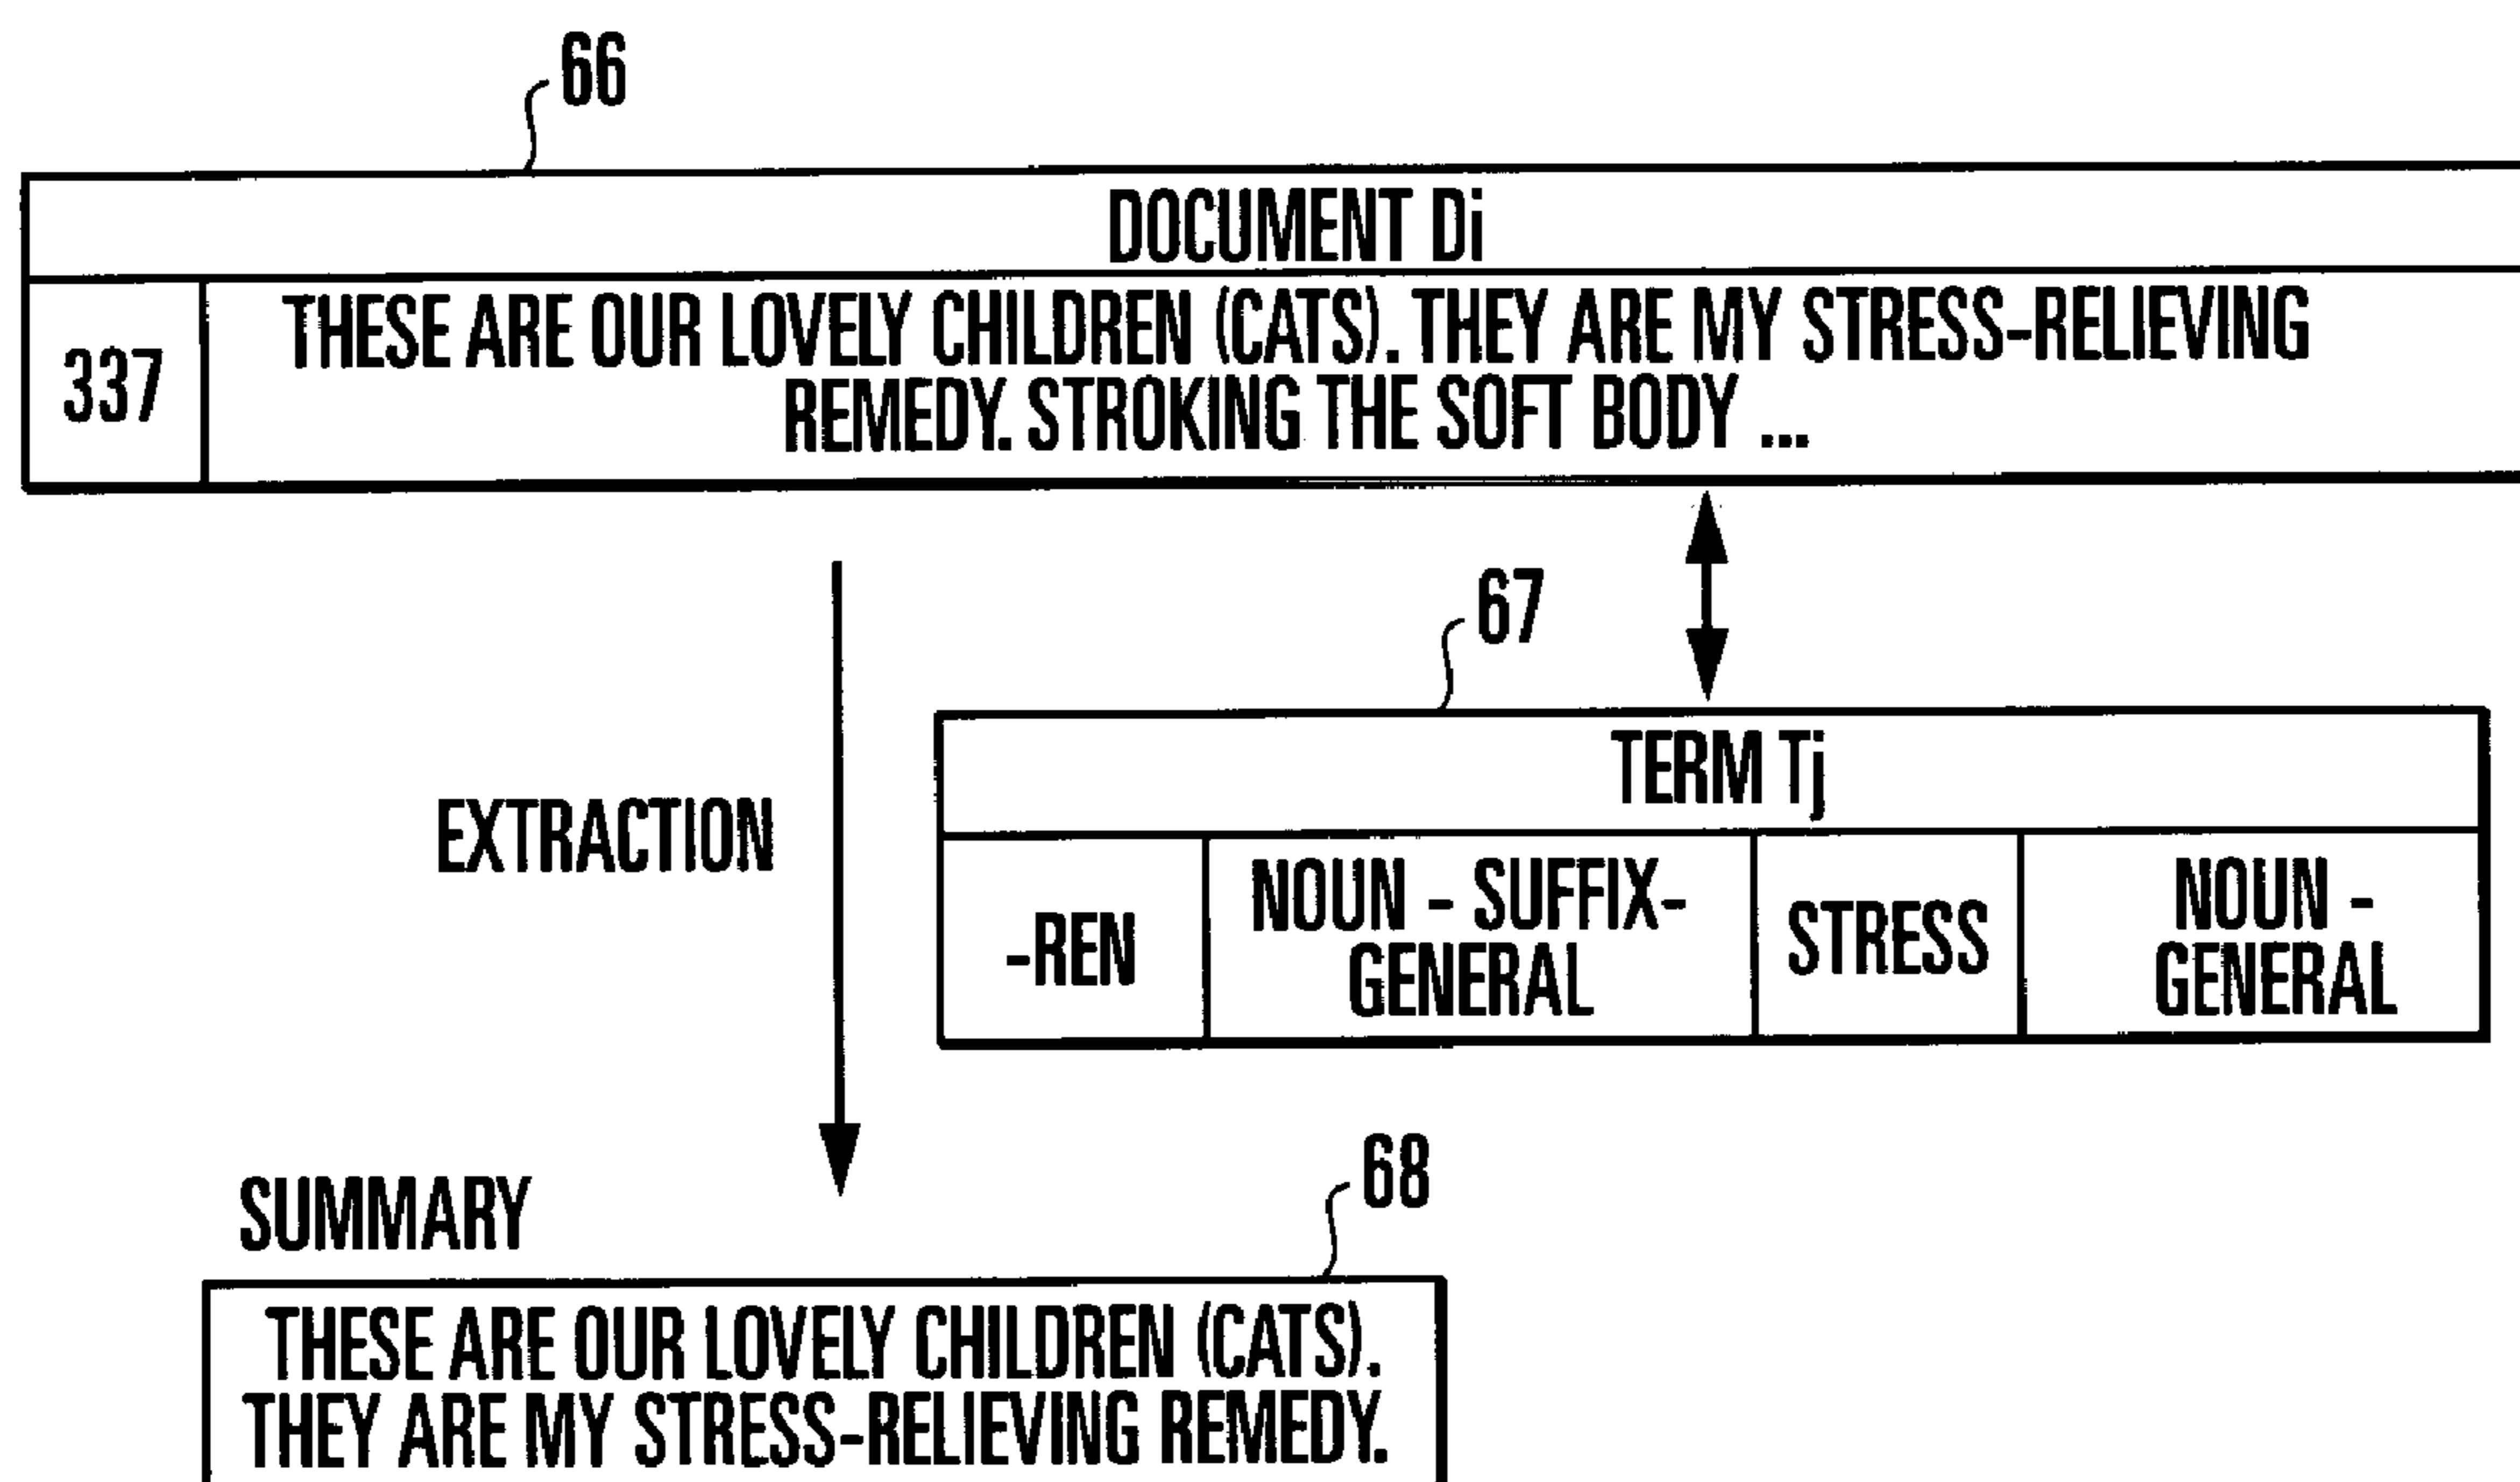 66
DOCUMENT Di
337
THESE ARE OUR LOVELY CHILDREN (CATS). THEY ARE MY STRESS-RELIEVING
REMEDY. STROKING THE SOFT BODY ...
67
TERM Tj
-REN
NOUN - SUFFIX-
GENERAL
STRESS
NOUN -
GENERAL
EXTRACTION
68
SUMMARY
THESE ARE OUR LOVELY CHILDREN (CATS).
THEY ARE MY STRESS-RELIEVING REMEDY.